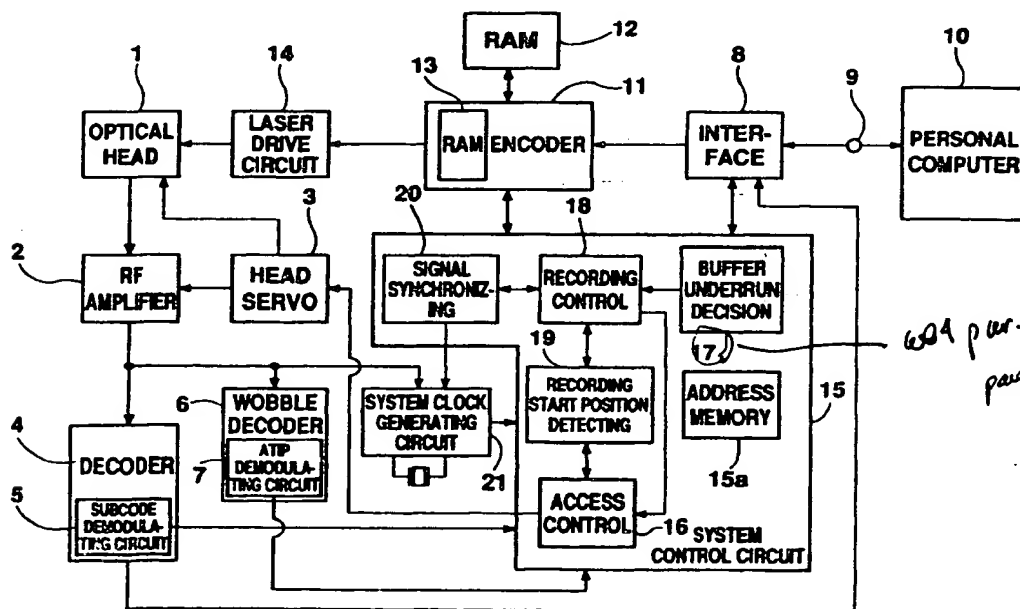 12
RAM
1
14
13
11
8
9
10
OPTICAL
HEAD
LASER
DRIVE
CIRCUIT
RAM
ENCODER
INTER-
FACE
PERSONAL
COMPUTER
20
18
2
3
RF
AMPLIFIER
HEAD
SERVO
SIGNAL
SYNCHRONIZ-
ING
RECORDING
CONTROL
BUFFER
UNDERRUN
DECISION
17
19
6
WOBBLE
DECODER
SYSTEM CLOCK
GENERATING
CIRCUIT
RECORDING
START POSITION
DETECTING
ADDRESS
MEMORY
15
4
DECODER
7
ATIP
DEMODULA-
TING CIRCUIT
21
15a
5
SUBCODE
DEMODULA-
TING CIRCUIT
ACCESS
CONTROL
16
SYSTEM
CONTROL CIRCUIT